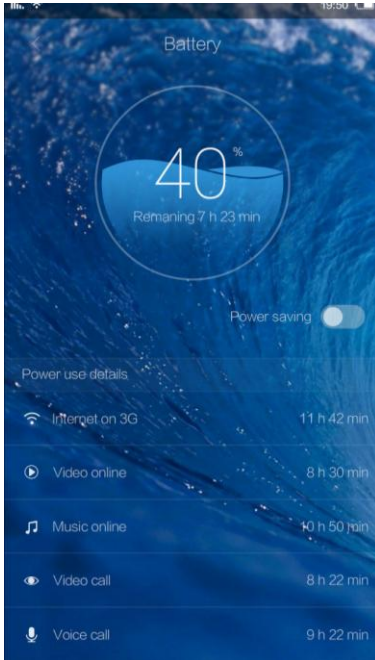 19:50
Battery
40%
Remaning 7 h 23 min
Power saving
Power use details
Internet on 3G 11 h 42 min
Video online 8 h 30 min
Music online 10 h 50 min
Video call 8 h 22 min
Voice call 9 h 22 min